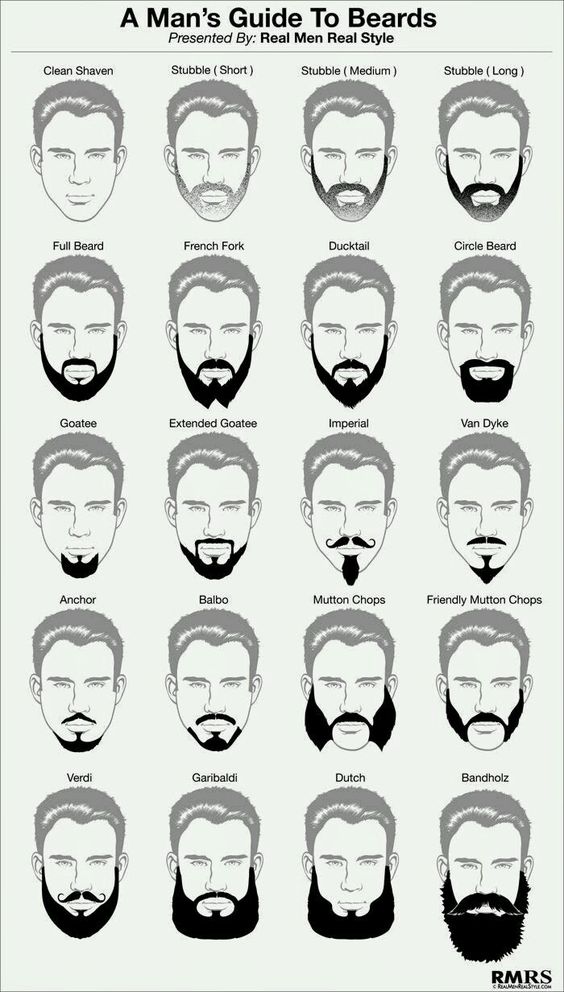 A Man's Guide To Beards
Presented By: Real Men Real Style
Clean Shaven
Stubble ( Short )
Stubble ( Medium )
Stubble ( Long )
Full Beard
French Fork
Ducktail
Circle Beard
Goatee
Extended Goatee
Imperial
Van Dyke
Anchor
Balbo
Mutton Chops
Friendly Mutton Chops
Verdi
Garibaldi
Dutch
Bandholz
RMRS
© RealMenRealStyle.com